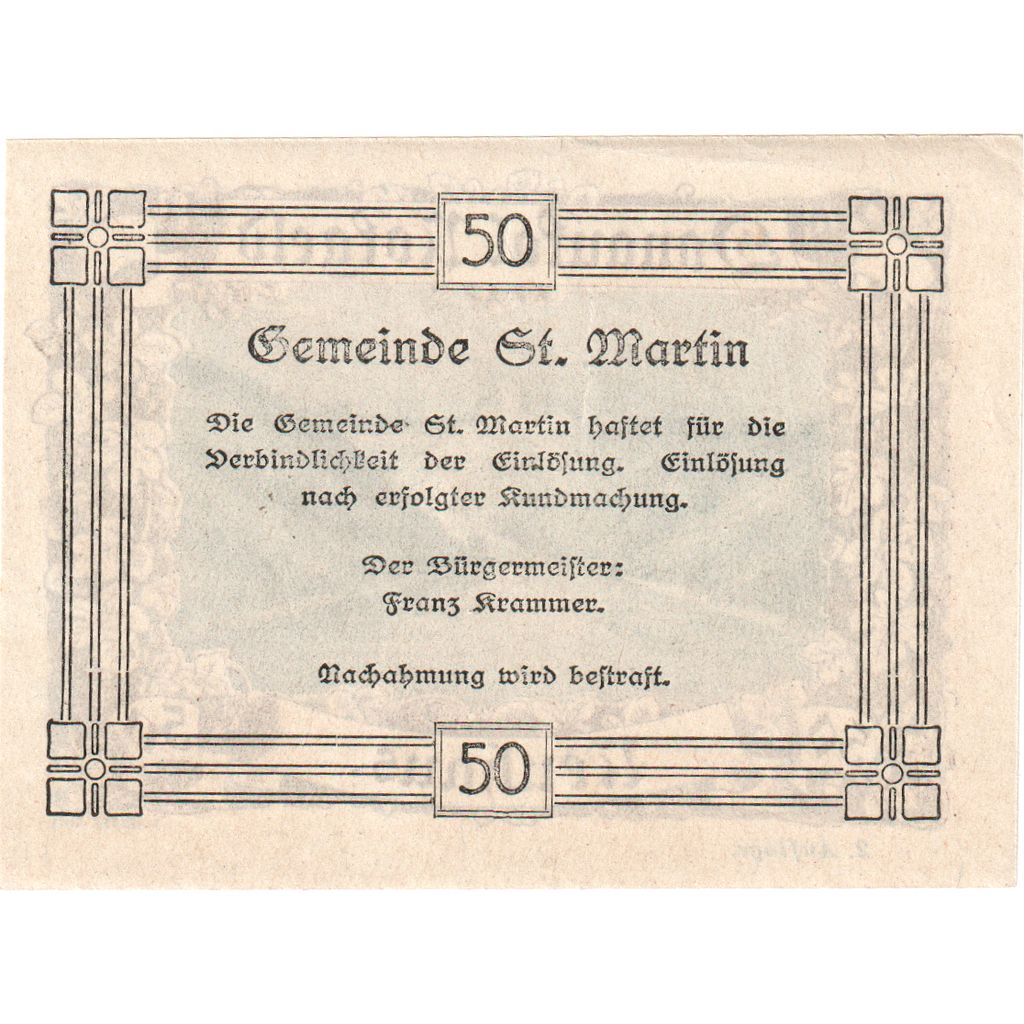 50
Gemeinde St. Martin
Die Gemeinde St. Martin haftet für die
Verbindlichkeit der Einlösung. Einlösung
nach erfolgter Kundmachung.
Der Bürgermeister:
Franz Krammer.
Nachahmung wird bestraft.
50